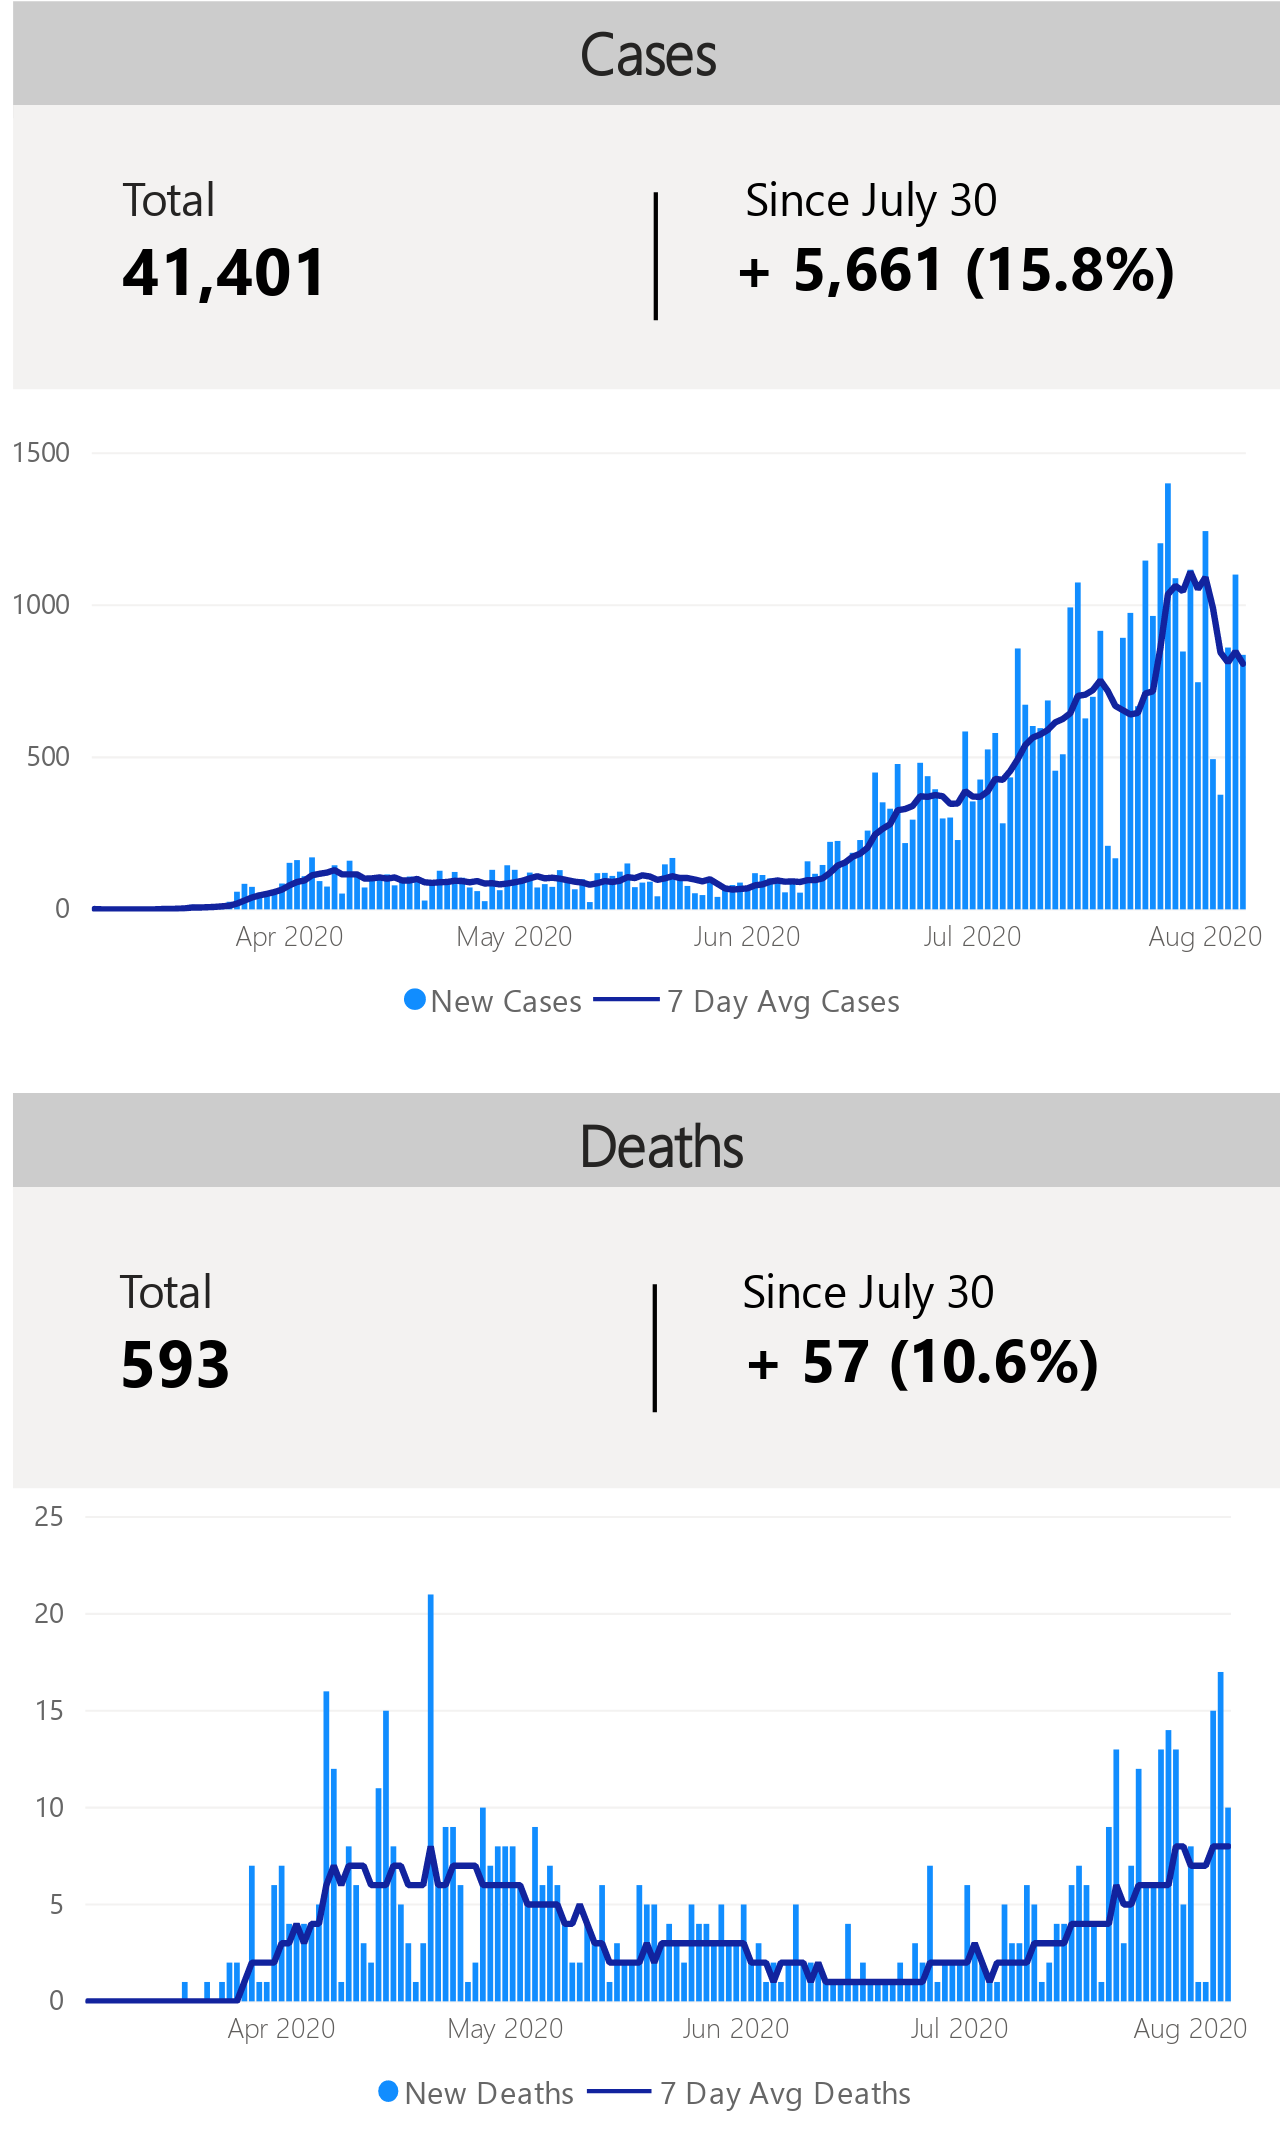 Cases
Total
Since July 30
41,401
+ 5,661 (15.8%)
1500
1000
500
0
Apr 2020 May 2020 Jun 2020 Jul 2020 Aug 2020
New Cases 7 Day Avg Cases
Deaths
Total
Since July 30
593
+ 57 (10.6%)
25
20
15
10
5
0
Apr 2020 May 2020 Jun 2020 Jul 2020 Aug 2020
New Deaths 7 Day Avg Deaths